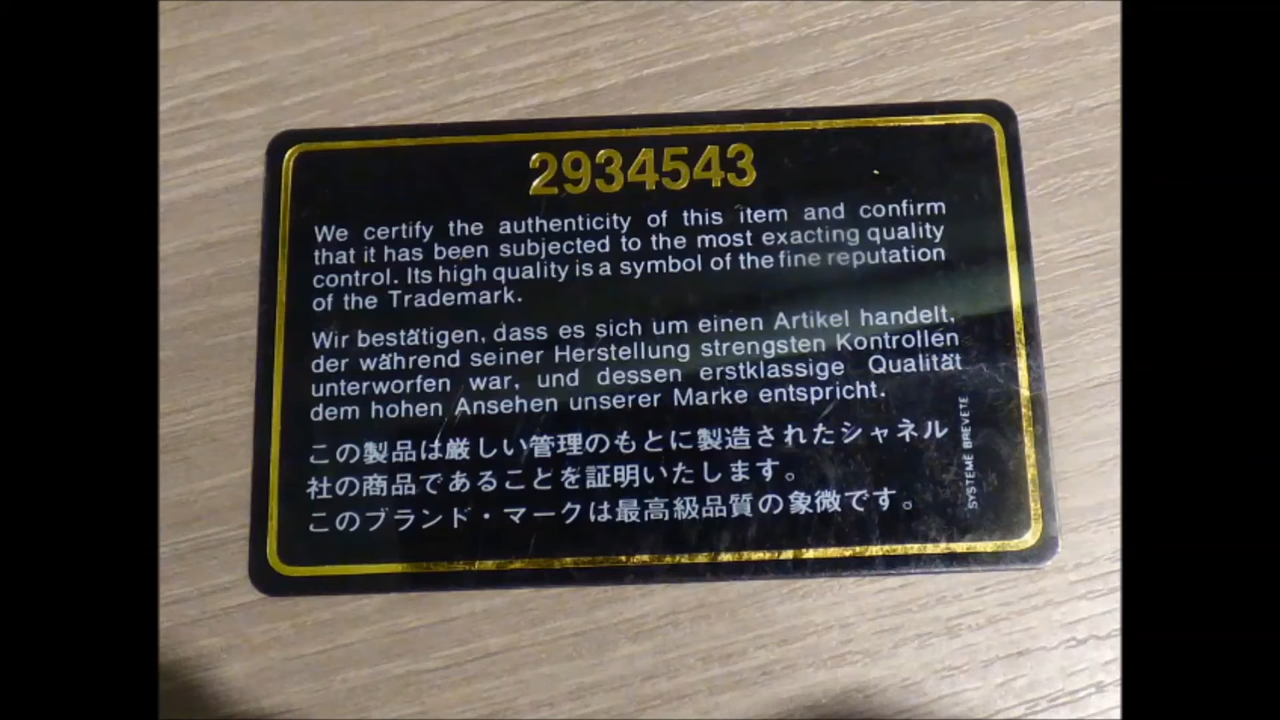 2934543
We certify the authenticity of this item and confirm
that it has been subjected to the most exacting quality
control. Its high quality is a symbol of the fine reputation
of the Trademark.
Wir bestätigen, dass es sich um einen Artikel handelt,
der während seiner Herstellung strengsten Kontrollen
unterworfen war, und dessen erstklassige Qualität
dem hohen Ansehen unserer Marke entspricht.
この製品は厳しい管理のもとに製造されたシャネル
社の商品であることを証明いたします。
このブランド・マークは最高級品質の象微です。
SYSTEME BREVETE